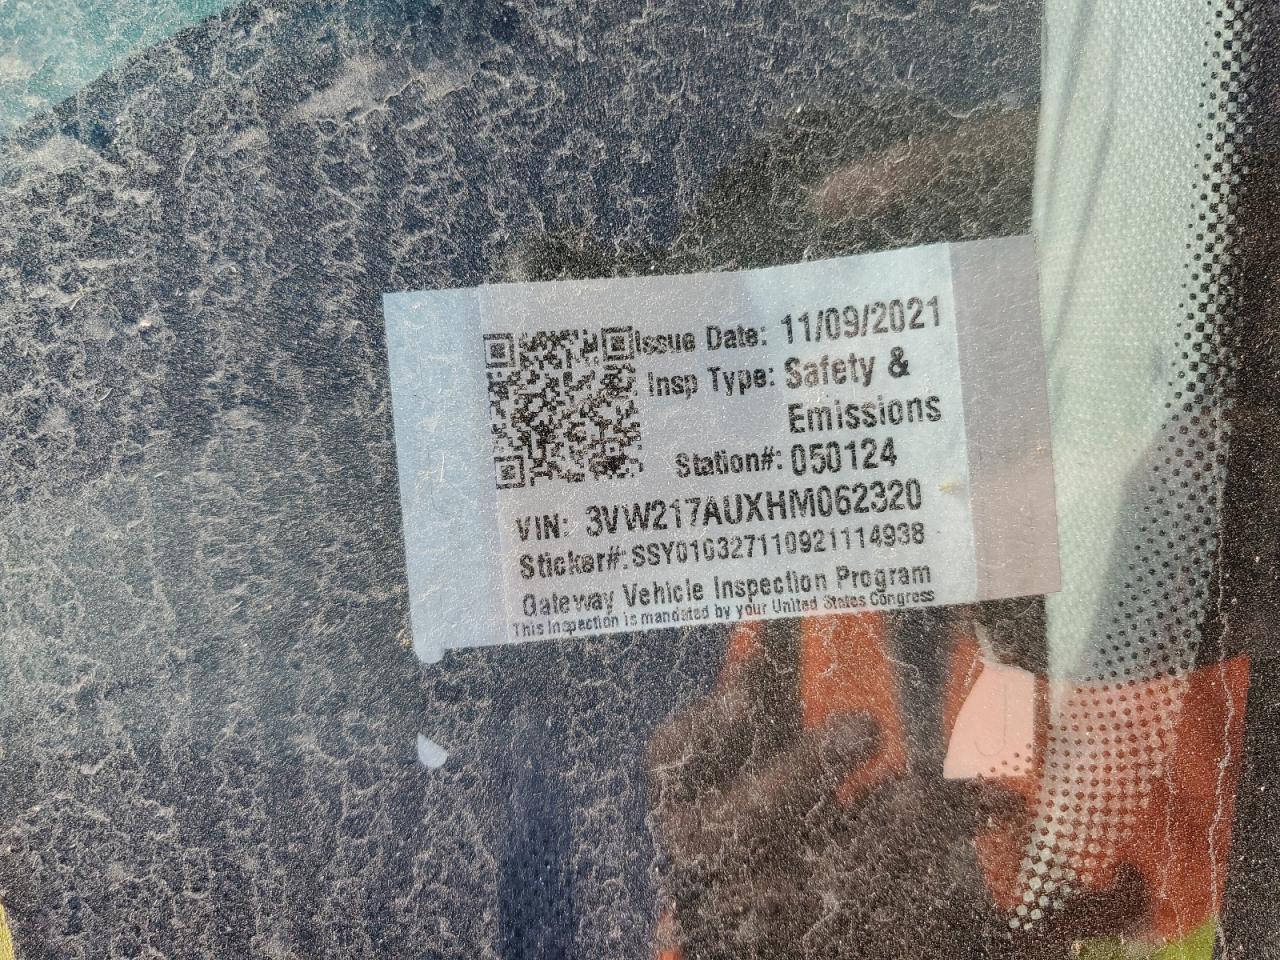 Issue Date: 11/09/2021
Insp Type: Safety &
Emissions
Station#: 050124
VIN: 3VW217AUXHM062320
Sticker#: SSY016327110921114938
Gateway Vehicle Inspection Program
This Inspection is mandated by your United States Congress